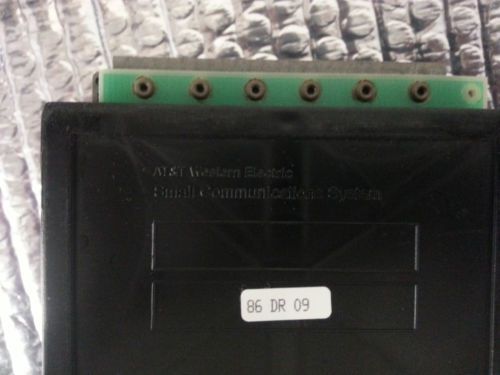 AT&T Western Electric
Small Communications System
86 DR 09